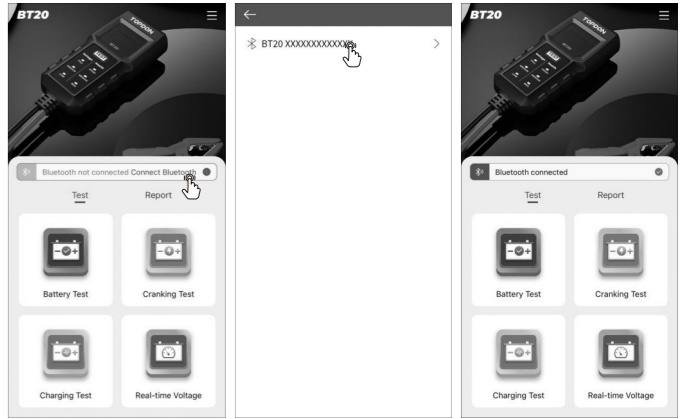 BT20
TOPDON
Bluetooth not connected Connect Bluetooth
Test Report
Battery Test Cranking Test
Charging Test Real-time Voltage
BT20 XXXXXXXXXXXX
BT20
TOPDON
Bluetooth connected
Test Report
Battery Test Cranking Test
Charging Test Real-time Voltage